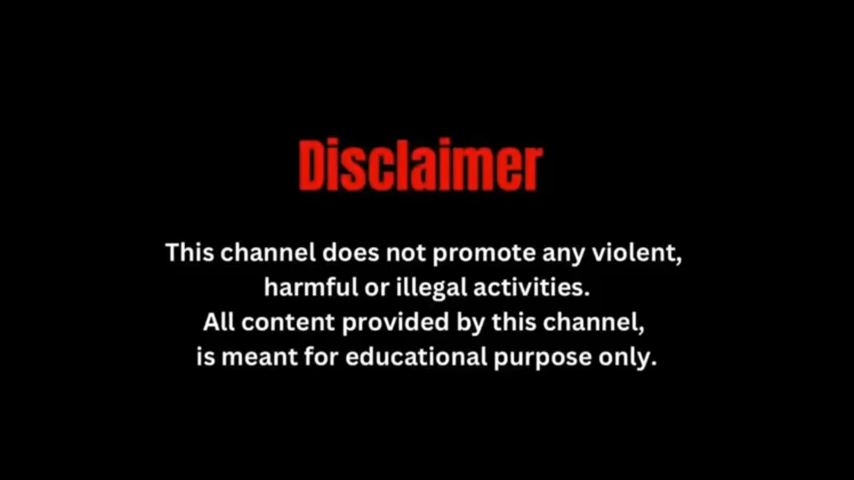 Disclaimer
This channel does not promote any violent,
harmful or illegal activities.
All content provided by this channel,
is meant for educational purpose only.